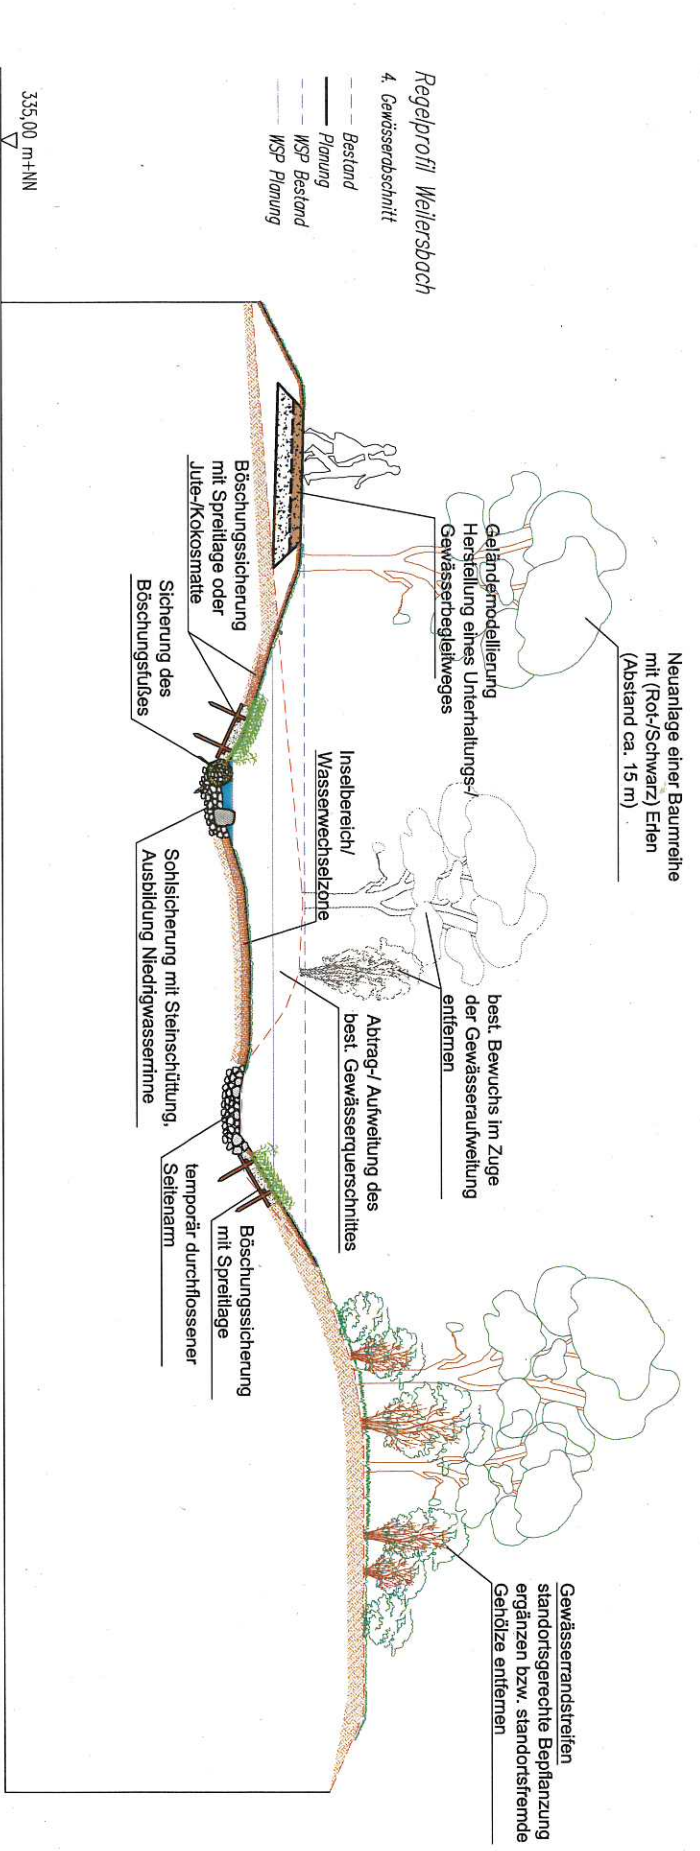 Regelprofil Weilersbach
4. Gewässerabschnitt
Bestand
Planung
WSP Bestand
WSP Planung
335,00 m+NN
Neuanlage einer Baumreihe
mit (Rot-/Schwarz) Erlen
(Abstand ca. 15 m)
Geländemodellierung
Herstellung eines Unterhaltungs-/
Gewässerbegleitweges
Böschungssicherung
mit Spreitlage oder
Jute-/Kokosmatte
Sicherung des
Böschungsfußes
Inselbereich/
Wasserwechselzone
Sohlsicherung mit Steinschüttung,
Ausbildung Niedrigwasserrinne
best. Bewuchs im Zuge
der Gewässeraufweitung
entfernen
Abtrag-/ Aufweitung des
best. Gewässerquerschnittes
temporär durchflossener
Seitenarm
Böschungssicherung
mit Spreitlage
Gewässerrandstreifen
standortsgerechte Bepflanzung
ergänzen bzw. standortsfremde
Gehölze entfernen